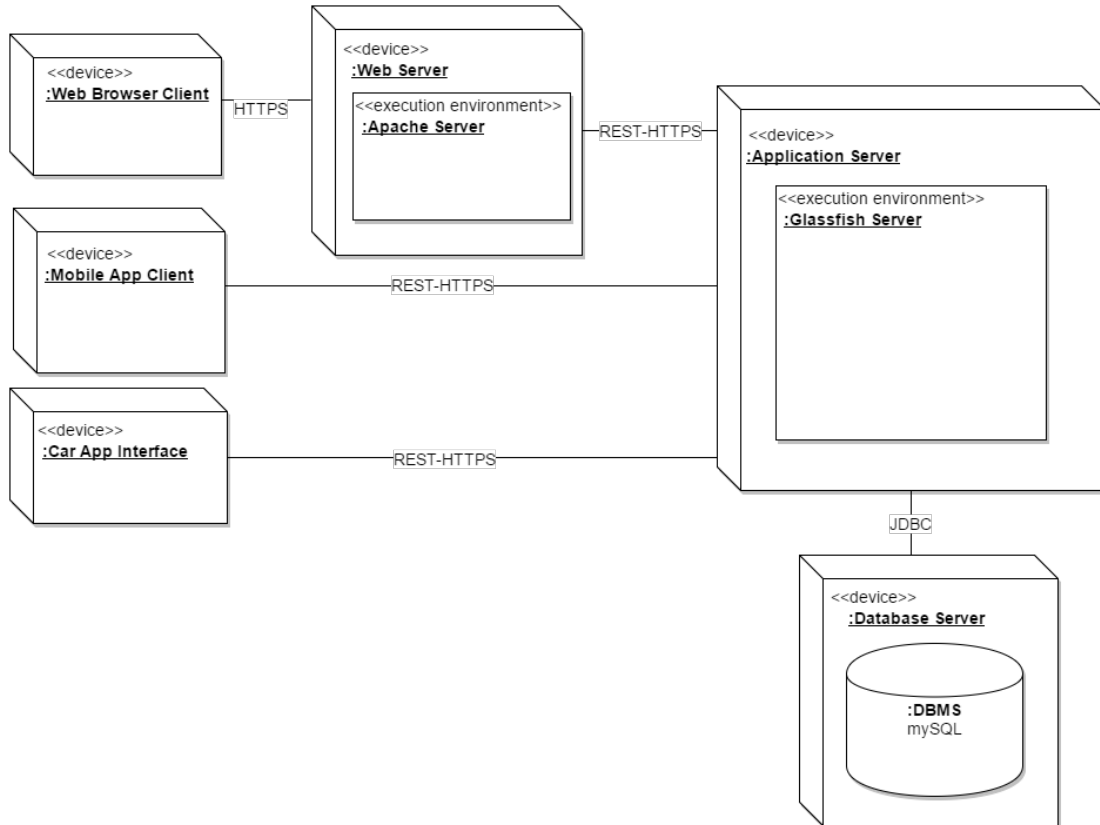 <<device>>
:Web Browser Client
HTTPS
<<device>>
:Web Server
<<execution environment>>
:Apache Server
REST-HTTPS
<<device>>
:Application Server
<<execution environment>>
:Glassfish Server
<<device>>
:Mobile App Client
REST-HTTPS
<<device>>
:Car App Interface
REST-HTTPS
JDBC
<<device>>
:Database Server
:DBMS
mySQL